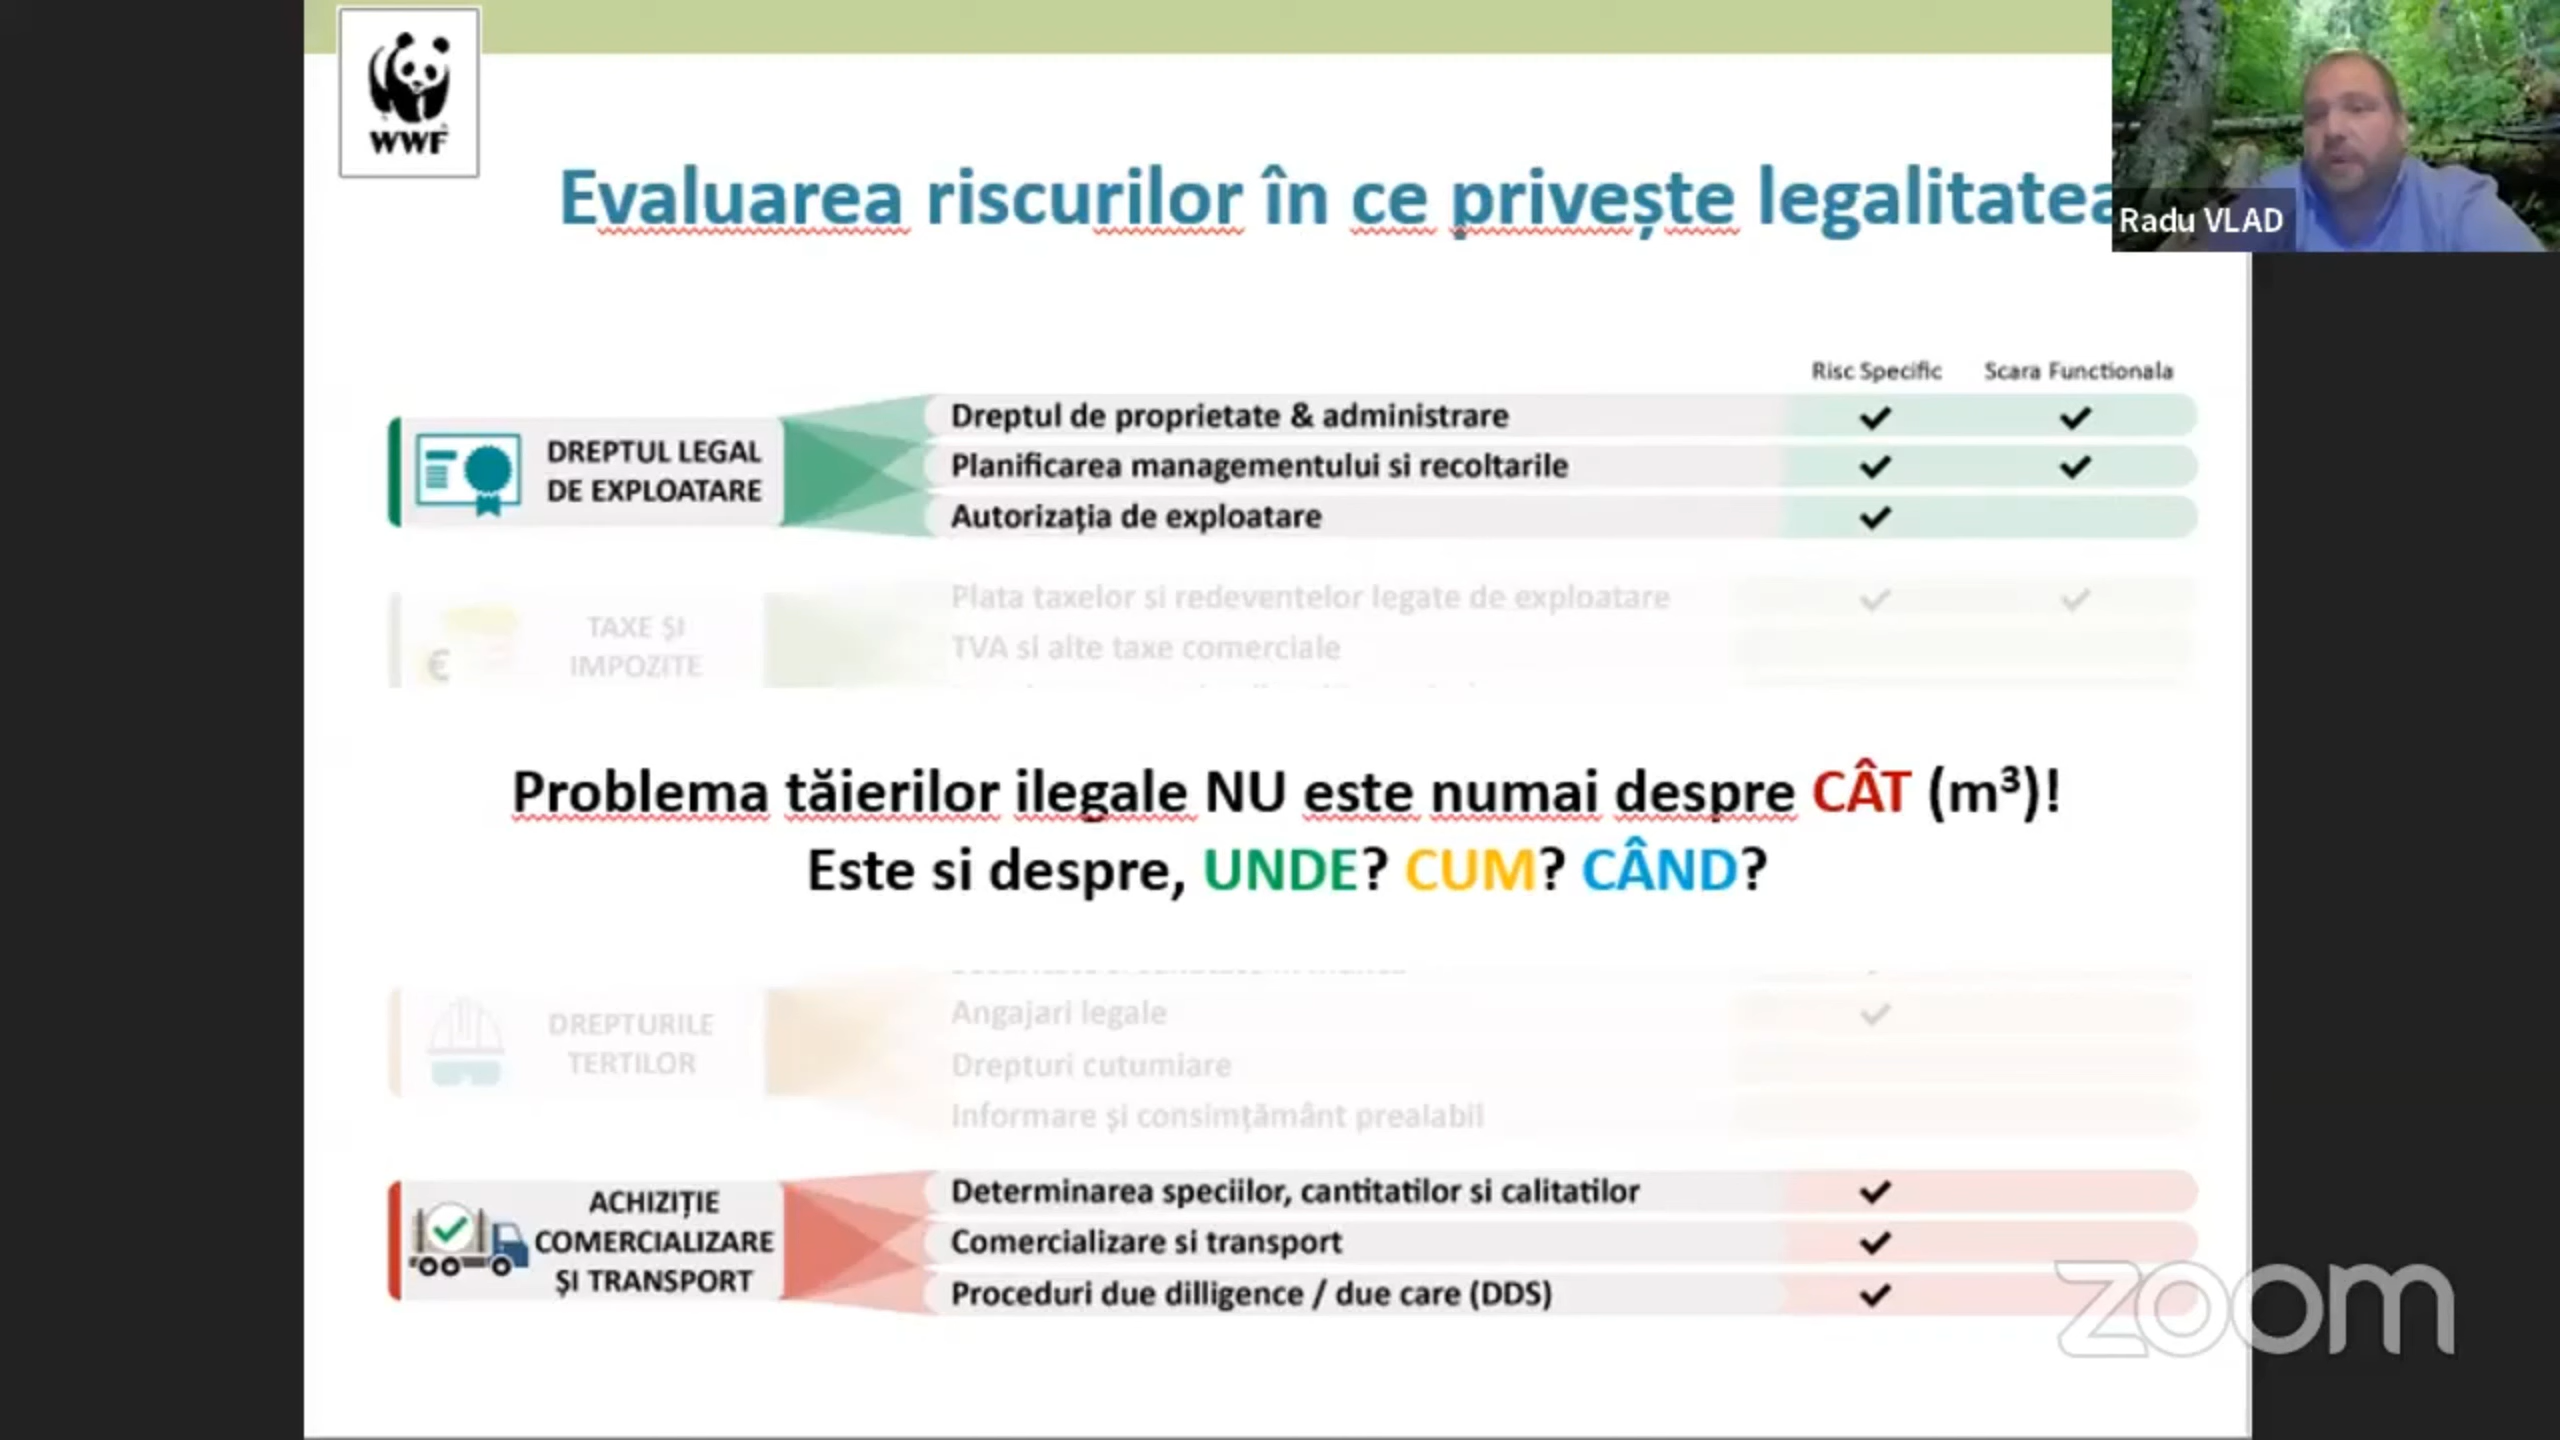 WWF
Evaluarea riscurilor în ce privește legalitatea
Radu VLAD
Risc Specific Scara Functionala
DREPTUL LEGAL
DE EXPLOATARE
Dreptul de proprietate & administrare
Planificarea managementului si recoltarile
Autorizația de exploatare
TAXE ȘI
IMPOZITE
€
Plata taxelor si redeventelor legate de exploatare
TVA si alte taxe comerciale
Problema tăierilor ilegale NU este numai despre CÂT (m³)!
Este si despre, UNDE? CUM? CÂND?
DREPTURILE
TERTILOR
Angajari legale
Drepturi cutumiare
Informare și consimțământ prealabil
ACHIZIȚIE
COMERCIALIZARE
ȘI TRANSPORT
Determinarea speciilor, cantitatilor si calitatilor
Comercializare si transport
Proceduri due dilligence / due care (DDS)
zoom